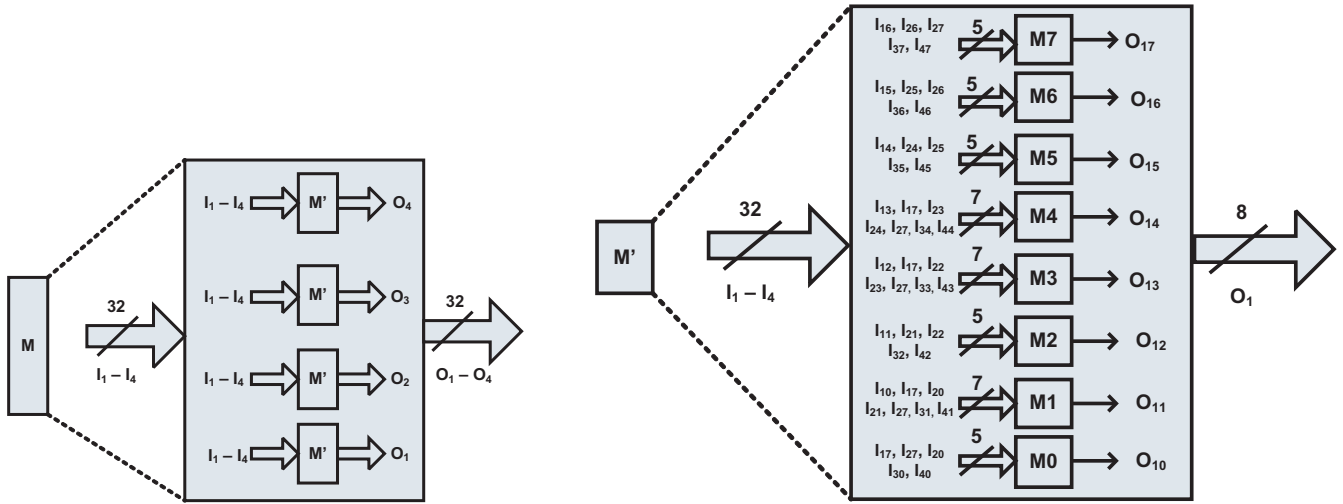 M
32
I₁ – I₄
I₁ – I₄ M' O₄
I₁ – I₄ M' O₃
I₁ – I₄ M' O₂
I₁ – I₄ M' O₁
32
O₁ – O₄
M'
32
I₁ – I₄
I₁₆, I₂₆, I₂₇
I₃₇, I₄₇
5 M7 O₁₇
I₁₅, I₂₅, I₂₆
I₃₆, I₄₆
5 M6 O₁₆
I₁₄, I₂₄, I₂₅
I₃₅, I₄₅
5 M5 O₁₅
I₁₃, I₁₇, I₂₃
I₂₄, I₂₇, I₃₄, I₄₄
7 M4 O₁₄
I₁₂, I₁₇, I₂₂
I₂₃, I₂₇, I₃₃, I₄₃
7 M3 O₁₃
I₁₁, I₂₁, I₂₂
I₃₂, I₄₂
5 M2 O₁₂
I₁₀, I₁₇, I₂₀
I₂₁, I₂₇, I₃₁, I₄₁
7 M1 O₁₁
I₁₇, I₂₇, I₂₀
I₃₀, I₄₀
5 M0 O₁₀
8
O₁